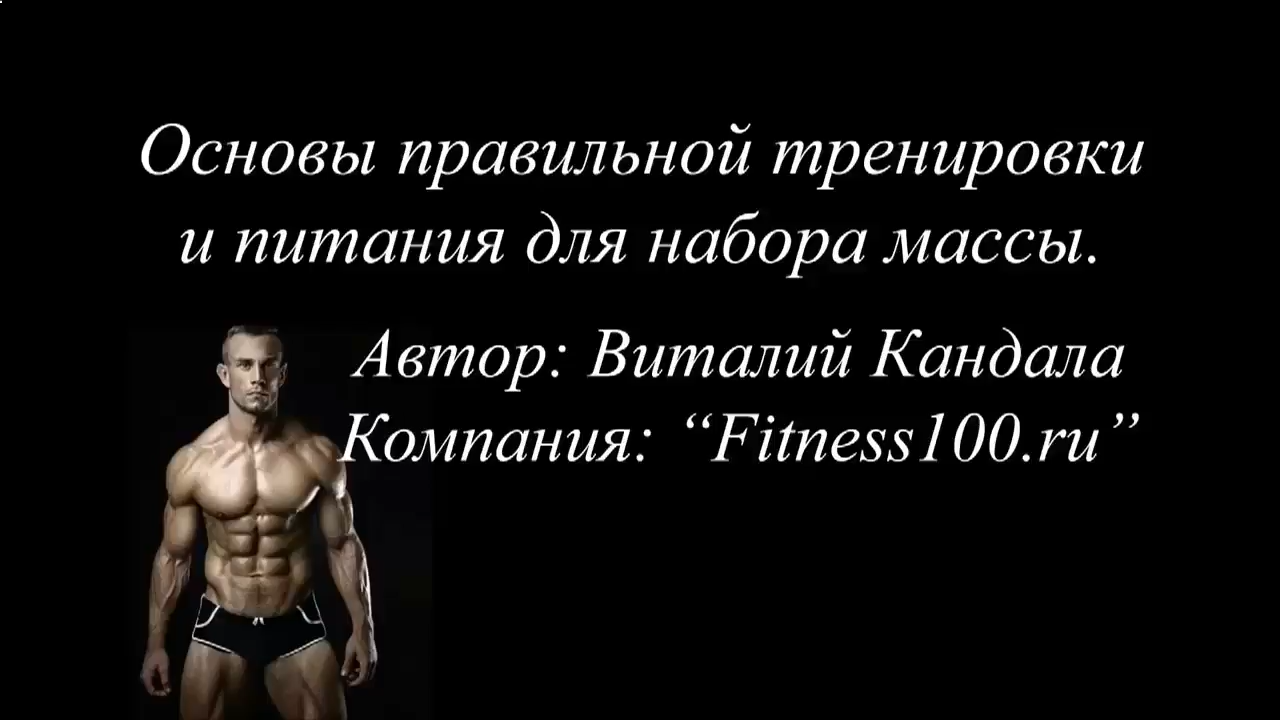 Основы правильной тренировки
и питания для набора массы.
Автор: Виталий Кандала
Компания: “Fitness100.ru”